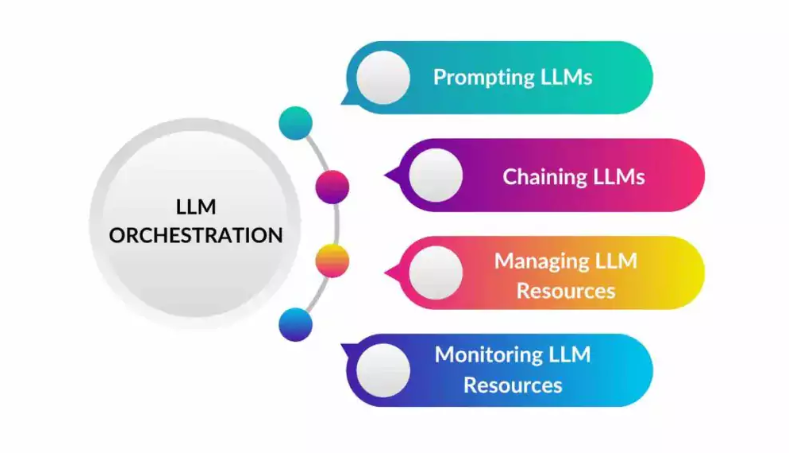 LLM
ORCHESTRATION
Prompting LLMs
Chaining LLMs
Managing LLM
Resources
Monitoring LLM
Resources